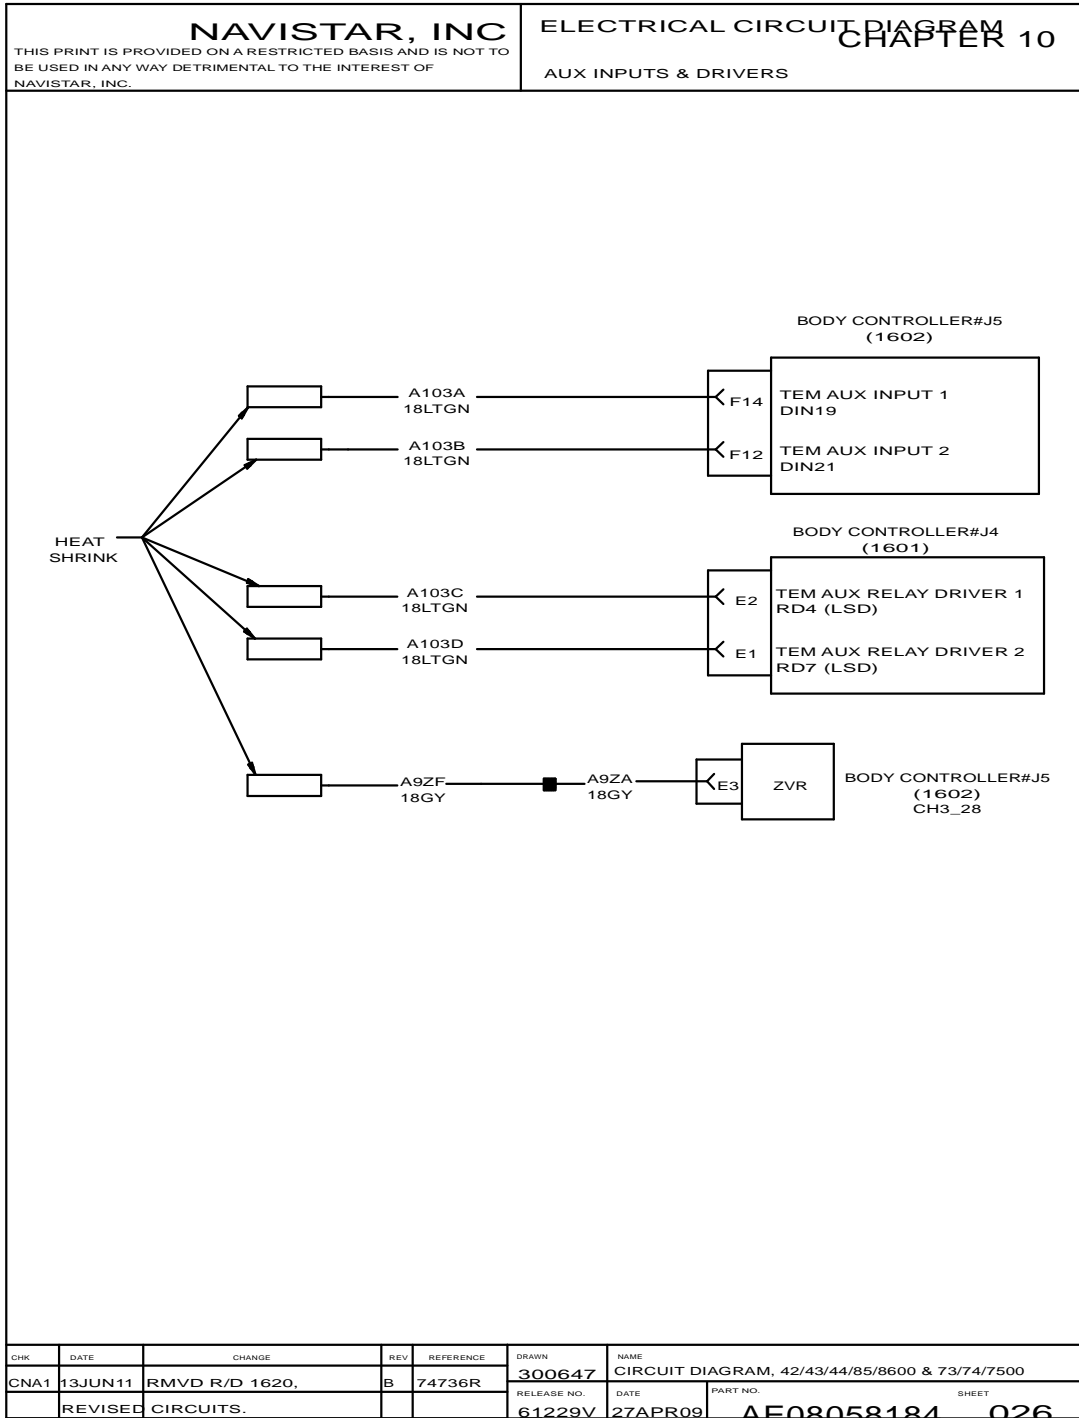 NAVISTAR, INC
THIS PRINT IS PROVIDED ON A RESTRICTED BASIS AND IS NOT TO
BE USED IN ANY WAY DETRIMENTAL TO THE INTEREST OF
NAVISTAR, INC.
ELECTRICAL CIRCUIT DIAGRAM
CHAPTER 10
AUX INPUTS & DRIVERS
BODY CONTROLLER#J5
(1602)
A103A
18LTGN
F14
TEM AUX INPUT 1
DIN19
A103B
18LTGN
F12
TEM AUX INPUT 2
DIN21
HEAT
SHRINK
BODY CONTROLLER#J4
(1601)
A103C
18LTGN
E2
TEM AUX RELAY DRIVER 1
RD4 (LSD)
A103D
18LTGN
E1
TEM AUX RELAY DRIVER 2
RD7 (LSD)
A9ZF
18GY
A9ZA
18GY
E3
ZVR
BODY CONTROLLER#J5
(1602)
CH3_28
CHK DATE CHANGE REV REFERENCE
CNA1 13JUN11 RMVD R/D 1620, B 74736R
REVISED CIRCUITS.
DRAWN
300647
NAME
CIRCUIT DIAGRAM, 42/43/44/85/8600 & 73/74/7500
RELEASE NO.
61229V
DATE
27APR09
PART NO.
AE08058184
SHEET
026